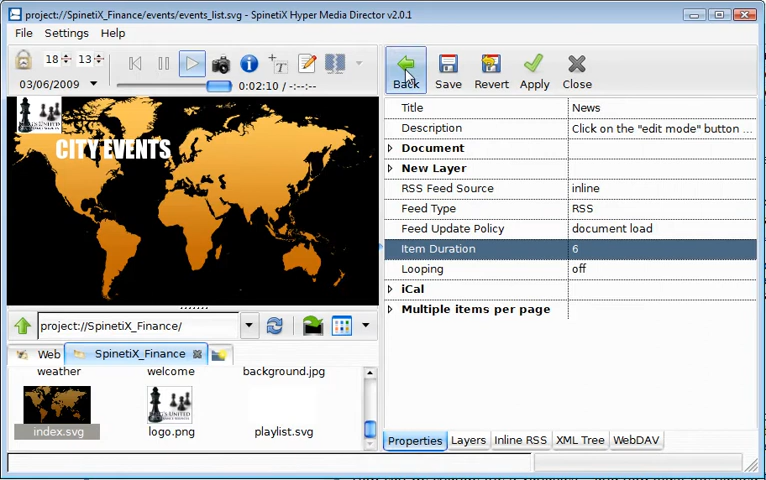 project://SpinetiX_Finance/events/events_list.svg - SpinetiX Hyper Media Director v2.0.1
File Settings Help
18 13
03/06/2009
0:02:10 / -:--:--
Back Save Revert Apply Close
CITY EVENTS
Title News
Description Click on the "edit mode" button ...
Document
New Layer
RSS Feed Source inline
Feed Type RSS
Feed Update Policy document load
Item Duration 6
Looping off
iCal
Multiple items per page
project://SpinetiX_Finance/
Web SpinetiX_Finance
weather welcome background.jpg
index.svg logo.png playlist.svg
Properties Layers Inline RSS XML Tree WebDAV